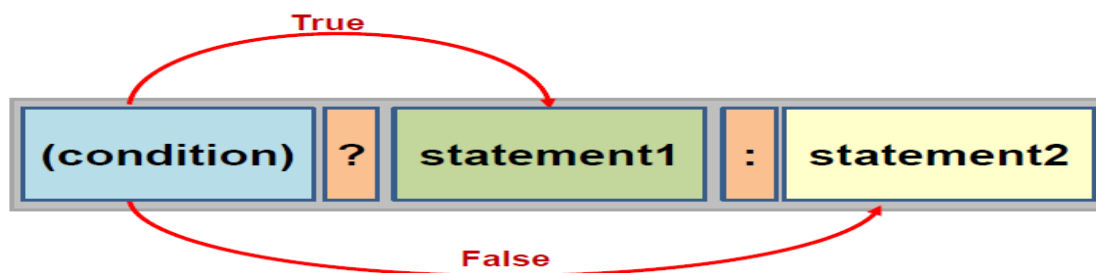 True
(condition) ? statement1 : statement2
False